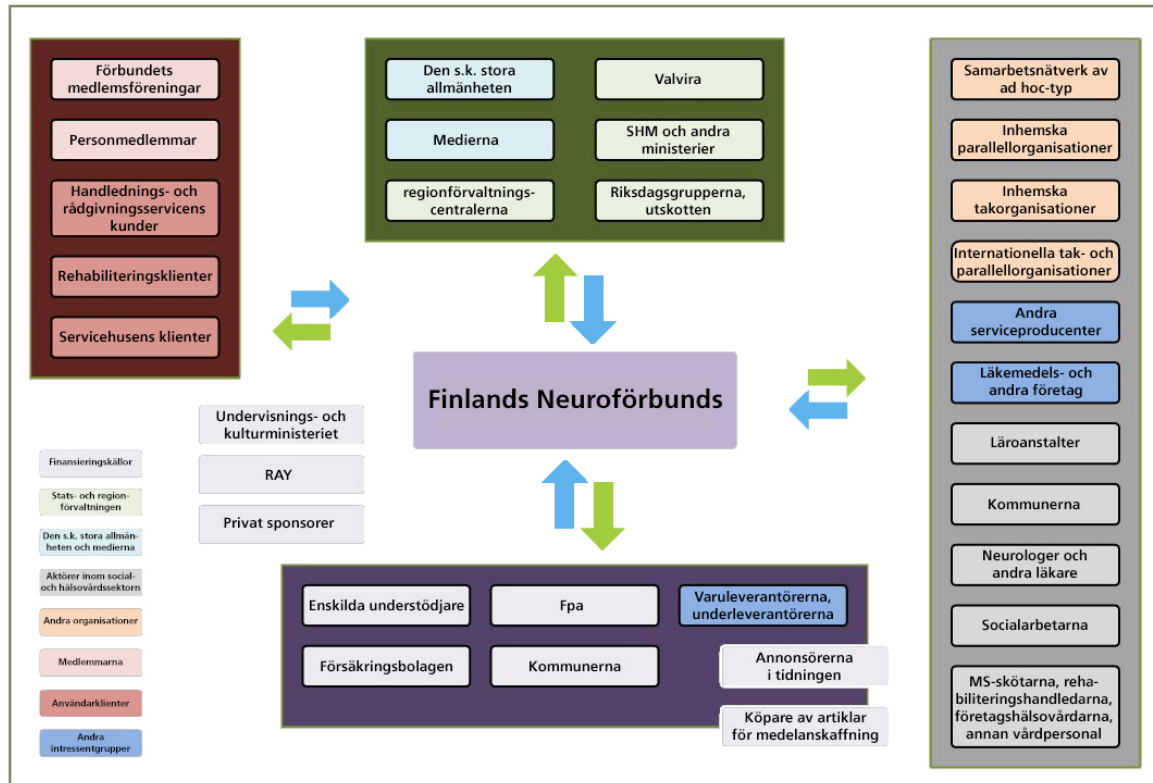 Förbundets
medlemsföreningar
Personmedlemmar
Handlednings- och
rådgivningsservicens
kunder
Rehabiliteringsklienter
Servicehusens klienter
Den s.k. stora
allmänheten
Valvira
Medierna
SHM och andra
ministerier
regionförvaltnings-
centralerna
Riksdagsgrupperna,
utskotten
Samarbetsnätverk av
ad hoc-typ
Inhemska
parallellorganisationer
Inhemska
takorganisationer
Internationella tak- och
parallellorganisationer
Andra
serviceproducenter
Läkemedels- och
andra företag
Läroanstalter
Kommunerna
Neurologer och
andra läkare
Socialarbetarna
MS-skötarna, reha-
biliteringshandledarna,
företagshälsovårdarna,
annan vårdpersonal
Finlands Neuroförbunds
Undervisnings- och
kulturministeriet
RAY
Privat sponsorer
Finansieringskällor
Stats- och region-
förvaltningen
Den s.k. stora allmän-
heten och medierna
Aktörer inom social-
och hälsovårdssektorn
Andra organisationer
Medlemmarna
Användarklienter
Andra
intressentgrupper
Enskilda understödjare
Fpa
Varuleverantörerna,
underleverantörerna
Försäkringsbolagen
Kommunerna
Annonsörerna
i tidningen
Köpare av artiklar
för medelanskaffning